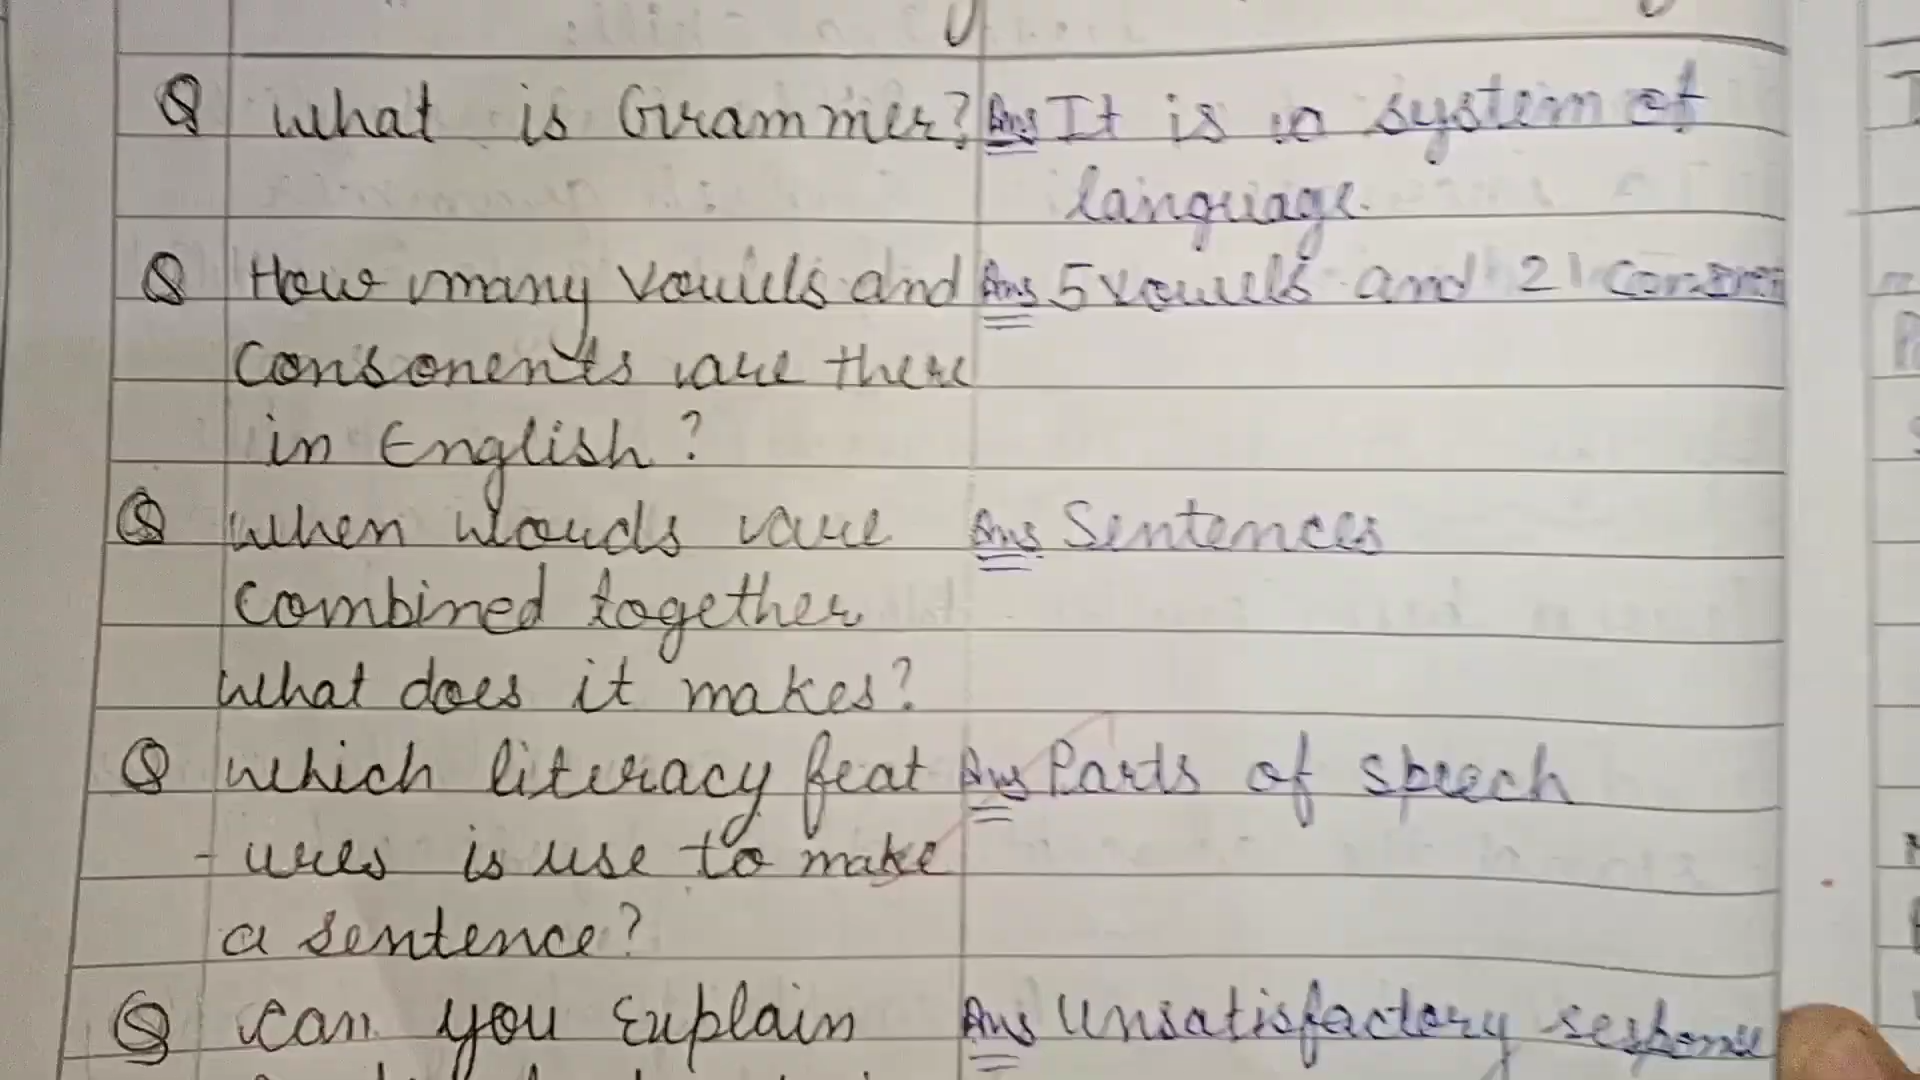 Q What is Grammer? Ans It is a system of
language.
Q How many vowels and Ans 5 vowels and 21
Consonents are there
in English?
Q When words are Ans Sentences
Combined together
What does it makes?
Q Which literacy feat Ans Parts of speech
- ures is use to make
a sentence?
Q Can you Explain Ans Unsatisfactory response